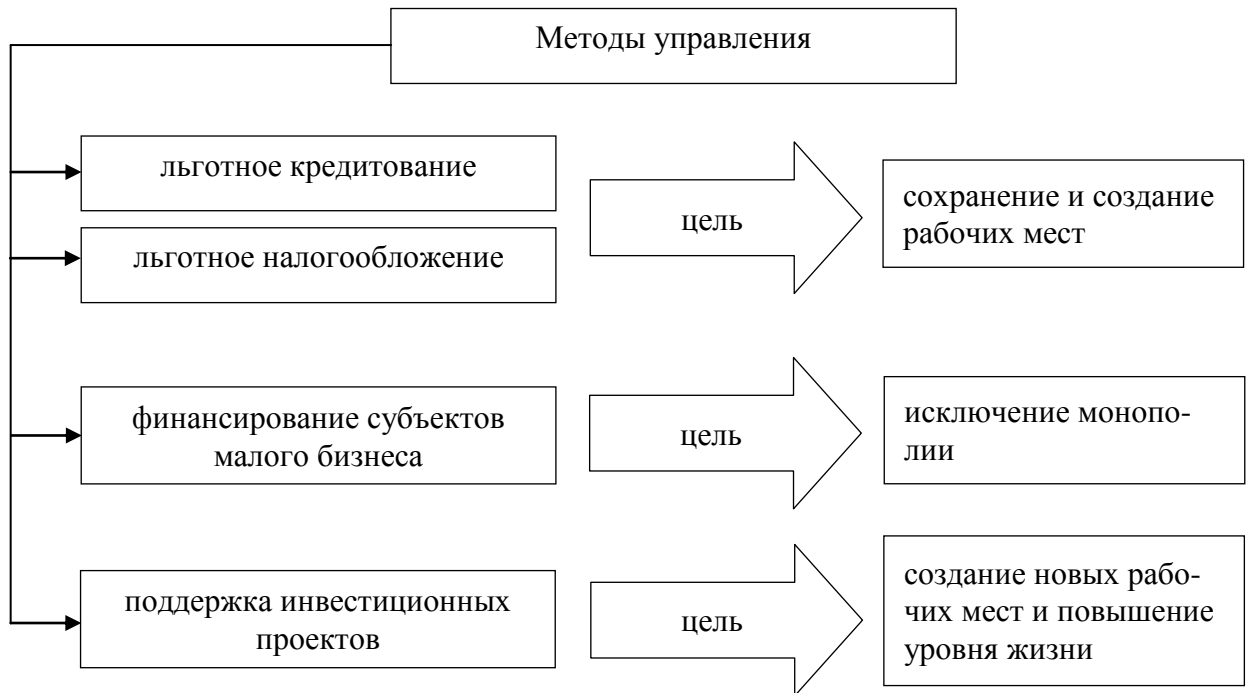 Методы управления
льготное кредитование
цель
сохранение и создание
рабочих мест
льготное налогообложение
финансирование субъектов
малого бизнеса
цель
исключение монопо-
лии
поддержка инвестиционных
проектов
цель
создание новых рабо-
чих мест и повышение
уровня жизни